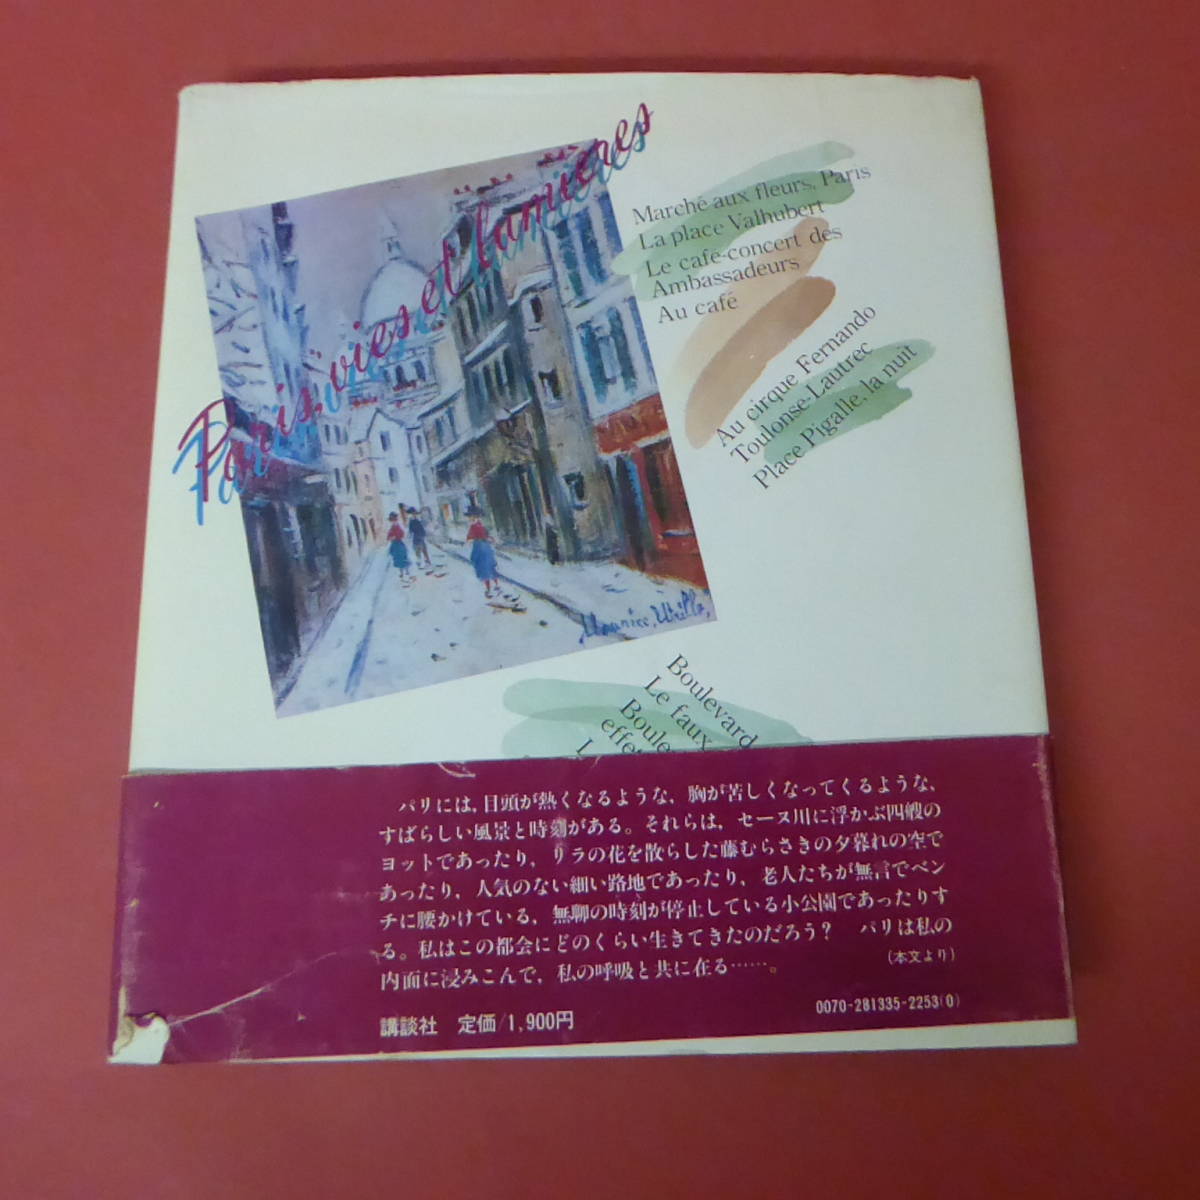 Paris, vies et lumières
Marché aux fleurs, Paris
La place Valhubert
Le café-concert des
Ambassadeurs
Au café
Au cirque Fernando
Toulonse-Lautrec
Place Pigalle, la nuit
Maurice, Utrillo,
Boulevard
Le faux
Boule
effe
L
パリには，目頭が熱くなるような，胸が苦しくなってくるような，
すばらしい風景と時刻がある。それらは，セーヌ川に浮かぶ四艘の
ヨットであったり，リラの花を散らした藤むらさきの夕暮れの空で
あったり，人気のない細い路地であったり，老人たちが無言でベン
チに腰かけている，無聊の時刻が停止している小公園であったりす
る。私はこの都会にどのくらい生きてきたのだろう？　パリは私の
内面に浸みこんで，私の呼吸と共に在る……。
（本文より）
講談社　定価/1,900円
0070-281335-2253(0)